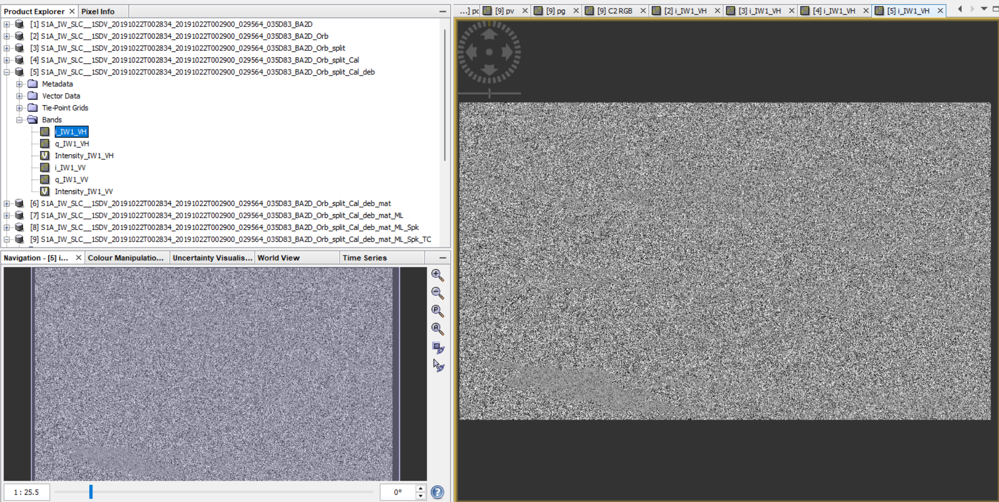 Product Explorer × Pixel Info
[1] S1A_IW_SLC__1SDV_20191022T002834_20191022T002900_029564_035D83_BA2D
[2] S1A_IW_SLC__1SDV_20191022T002834_20191022T002900_029564_035D83_BA2D_Orb
[3] S1A_IW_SLC__1SDV_20191022T002834_20191022T002900_029564_035D83_BA2D_Orb_split
[4] S1A_IW_SLC__1SDV_20191022T002834_20191022T002900_029564_035D83_BA2D_Orb_split_Cal
[5] S1A_IW_SLC__1SDV_20191022T002834_20191022T002900_029564_035D83_BA2D_Orb_split_Cal_deb
Metadata
Vector Data
Tie-Point Grids
Bands
i_IW1_VH
q_IW1_VH
Intensity_IW1_VH
i_IW1_VV
q_IW1_VV
Intensity_IW1_VV
[6] S1A_IW_SLC__1SDV_20191022T002834_20191022T002900_029564_035D83_BA2D_Orb_split_Cal_deb_mat
[7] S1A_IW_SLC__1SDV_20191022T002834_20191022T002900_029564_035D83_BA2D_Orb_split_Cal_deb_mat_ML
[8] S1A_IW_SLC__1SDV_20191022T002834_20191022T002900_029564_035D83_BA2D_Orb_split_Cal_deb_mat_ML_Spk
[9] S1A_IW_SLC__1SDV_20191022T002834_20191022T002900_029564_035D83_BA2D_Orb_split_Cal_deb_mat_ML_Spk_TC
Navigation - [5] i... × Colour Manipulatio... Uncertainty Visualis... World View Time Series
1 : 25.5
0°
...] pc [9] pv × [9] pg × [9] C2 RGB × [2] i_IW1_VH × [3] i_IW1_VH × [4] i_IW1_VH × [5] i_IW1_VH ×